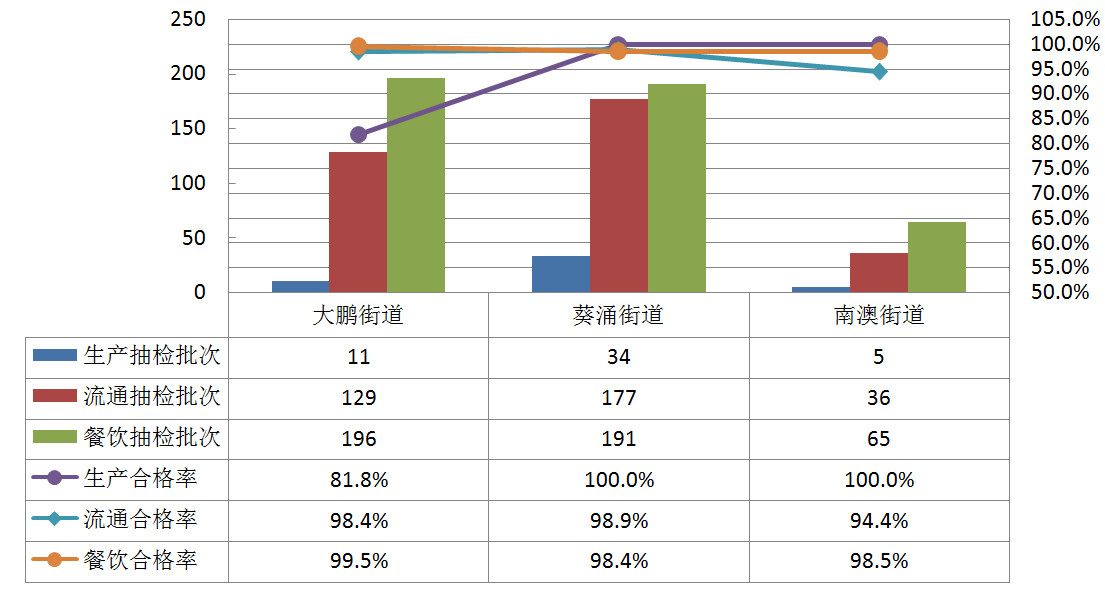 250 105.0%
100.0%
200 95.0%
90.0%
150 85.0%
80.0%
100 75.0%
70.0%
50 65.0%
60.0%
55.0%
0 50.0%
大鹏街道 葵涌街道 南澳街道
生产抽检批次 11 34 5
流通抽检批次 129 177 36
餐饮抽检批次 196 191 65
生产合格率 81.8% 100.0% 100.0%
流通合格率 98.4% 98.9% 94.4%
餐饮合格率 99.5% 98.4% 98.5%